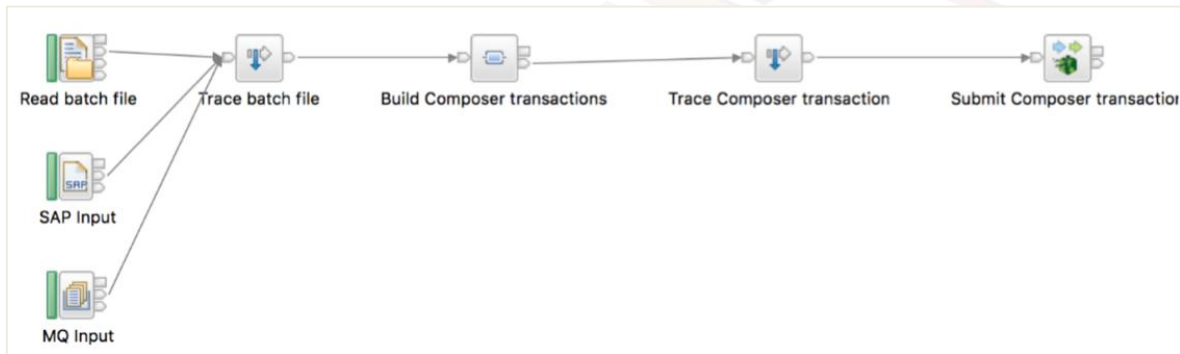 Read batch file
Trace batch file
Build Composer transactions
Trace Composer transaction
Submit Composer transaction
SAP
SAP Input
MQ Input